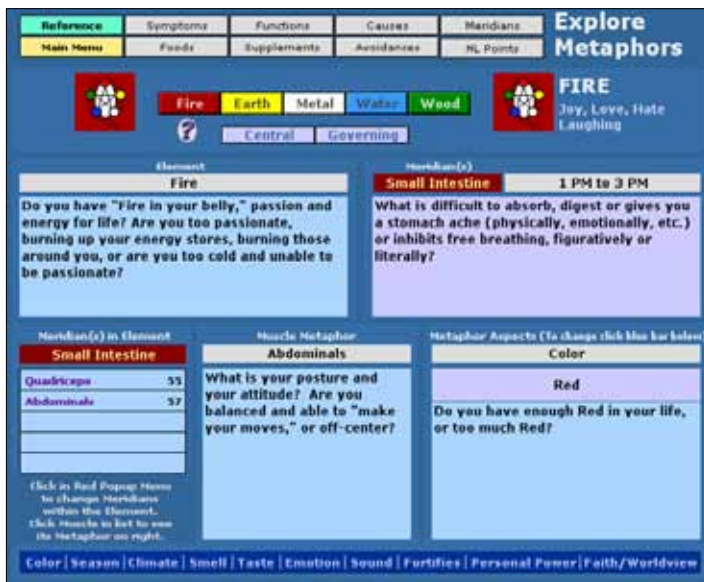 Reference Symptoms Functions Causes Meridians
Explore
Main Menu Foods Supplements Avoidances NL Points
Metaphors
Fire Earth Metal Water Wood
? Central Governing
FIRE
Joy, Love, Hate
Laughing
Element
Fire
Do you have "Fire in your belly," passion and
energy for life? Are you too passionate,
burning up your energy stores, burning those
around you, or are you too cold and unable to
be passionate?
Meridian(s)
Small Intestine 1 PM to 3 PM
What is difficult to absorb, digest or gives you
a stomach ache (physically, emotionally, etc.)
or inhibits free breathing, figuratively or
literally?
Meridian(s) in Element
Small Intestine
Quadriceps 55
Abdominals 57
Click in Red Popup Menu
to change Meridians
within the Element.
Click Muscle in list to see
its Metaphor on right.
Muscle Metaphor
Abdominals
What is your posture and
your attitude? Are you
balanced and able to "make
your moves," or off-center?
Metaphor Aspects (To change click blue bar below)
Color
Red
Do you have enough Red in your life,
or too much Red?
Color | Season | Climate | Smell | Taste | Emotion | Sound | Fortifies | Personal Power | Faith/Worldview